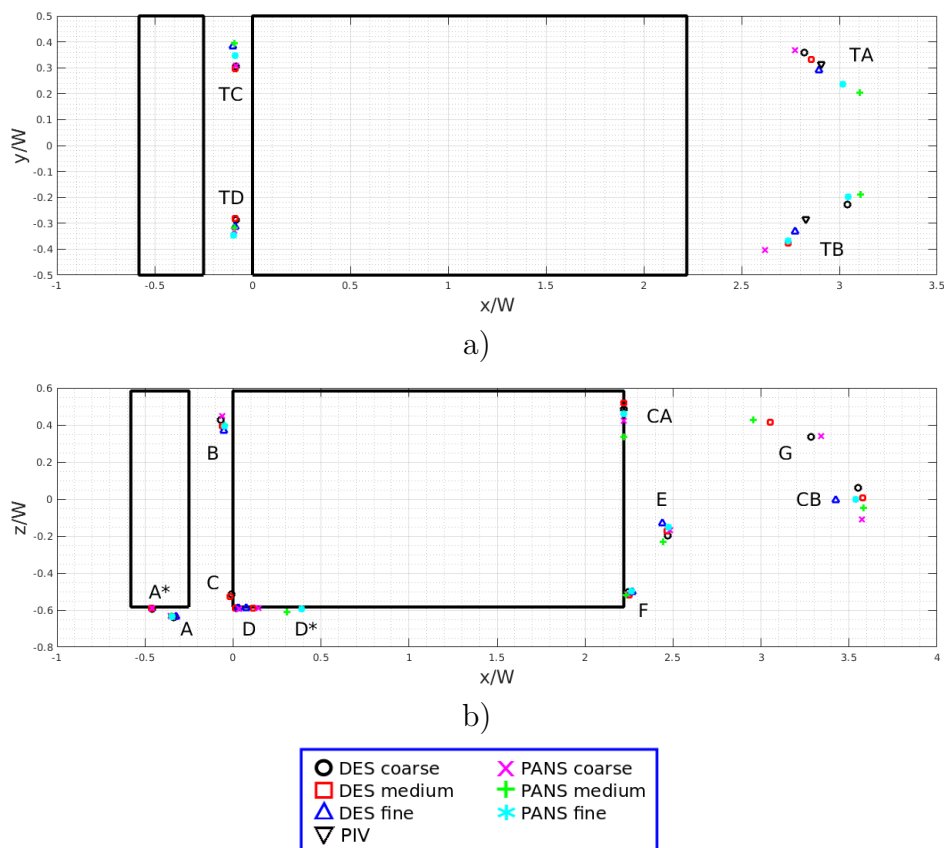 0.5
0.4
0.3
0.2
0.1
0
-0.1
-0.2
-0.3
-0.4
-0.5
y/W
TC
TA
TD
TB
-1 -0.5 0 0.5 1 1.5 2 2.5 3 3.5
x/W
a)
0.6
0.4
0.2
0
-0.2
-0.4
-0.6
-0.8
z/W
B
CA
G
E
CB
A*
C
A
D
D*
F
-1 -0.5 0 0.5 1 1.5 2 2.5 3 3.5 4
x/W
b)
DES coarse PANS coarse
DES medium PANS medium
DES fine PANS fine
PIV